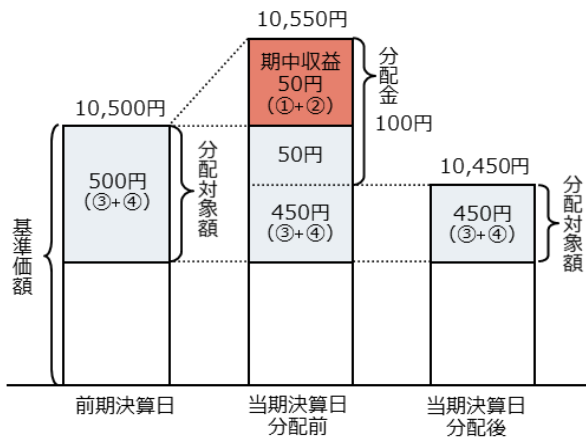 10,550円
期中収益
50円
(①+②)
分配金
100円
10,500円
500円
(③+④)
分配対象額
50円
450円
(③+④)
10,450円
450円
(③+④)
分配対象額
基準価額
前期決算日
当期決算日
分配前
当期決算日
分配後